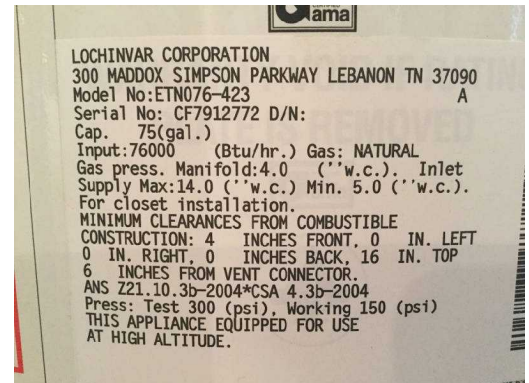 ama
LOCHINVAR CORPORATION
300 MADDOX SIMPSON PARKWAY LEBANON TN 37090
Model No:ETN076-423 A
Serial No: CF7912772 D/N:
Cap. 75(gal.)
Input:76000 (Btu/hr.) Gas: NATURAL
Gas press. Manifold:4.0 (''w.c.). Inlet
Supply Max:14.0 (''w.c.) Min. 5.0 (''w.c.).
For closet installation.
MINIMUM CLEARANCES FROM COMBUSTIBLE
CONSTRUCTION: 4 INCHES FRONT, 0 IN. LEFT
0 IN. RIGHT, 0 INCHES BACK, 16 IN. TOP
6 INCHES FROM VENT CONNECTOR.
ANS Z21.10.3b-2004*CSA 4.3b-2004
Press: Test 300 (psi), Working 150 (psi)
THIS APPLIANCE EQUIPPED FOR USE
AT HIGH ALTITUDE.